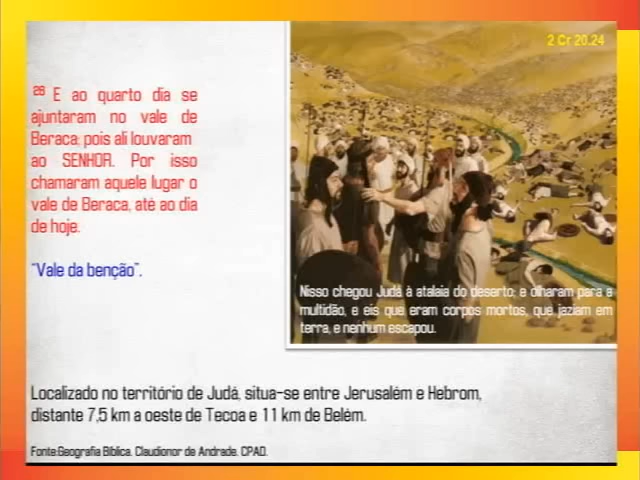 2 Cr 20.24
26 E ao quarto dia se
ajuntaram no vale de
Beraca; pois ali louvaram
ao SENHOR. Por isso
chamaram aquele lugar o
vale de Beraca, até ao dia
de hoje.
"Vale da benção".
Nisso chegou Judá à atalaia do deserto; e olharam para a
multidão, e eis que eram corpos mortos, que jaziam em
terra, e nenhum escapou.
Localizado no território de Judá, situa-se entre Jerusalém e Hebrom,
distante 7,5 km a oeste de Tecoa e 11 km de Belém.
Fonte:Geografia Bíblica. Claudionor de Andrade. CPAD.